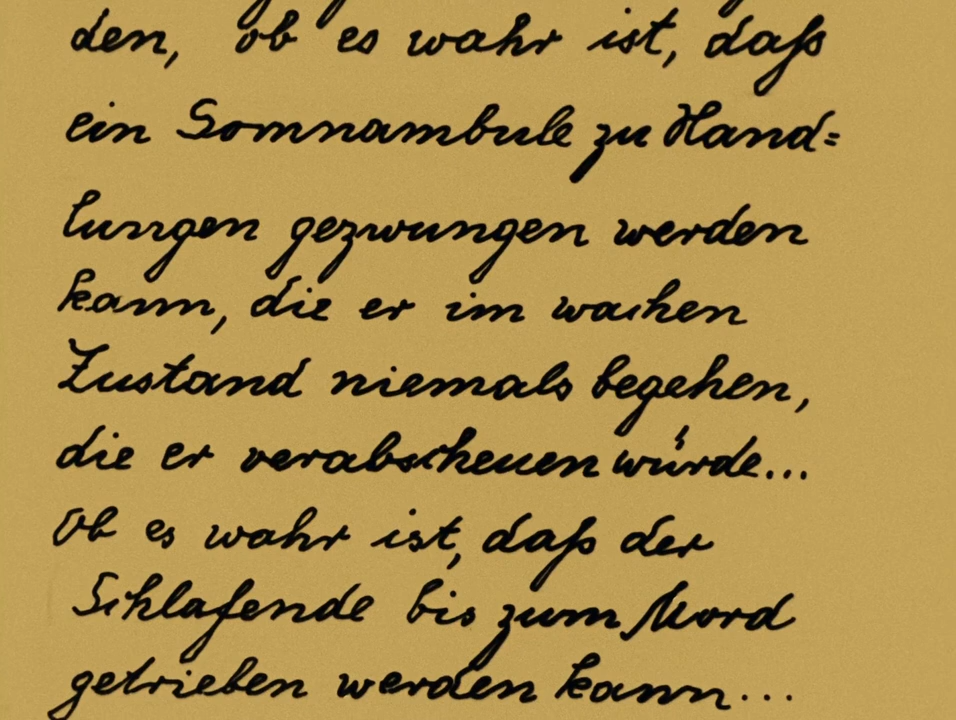 den, ob es wahr ist, daß
ein Somnambule zu Hand=
lungen gezwungen werden
kann, die er im wachen
Zustand niemals begehen,
die er verabscheuen würde...
Ob es wahr ist, daß der
Schlafende bis zum Mord
getrieben werden kann...